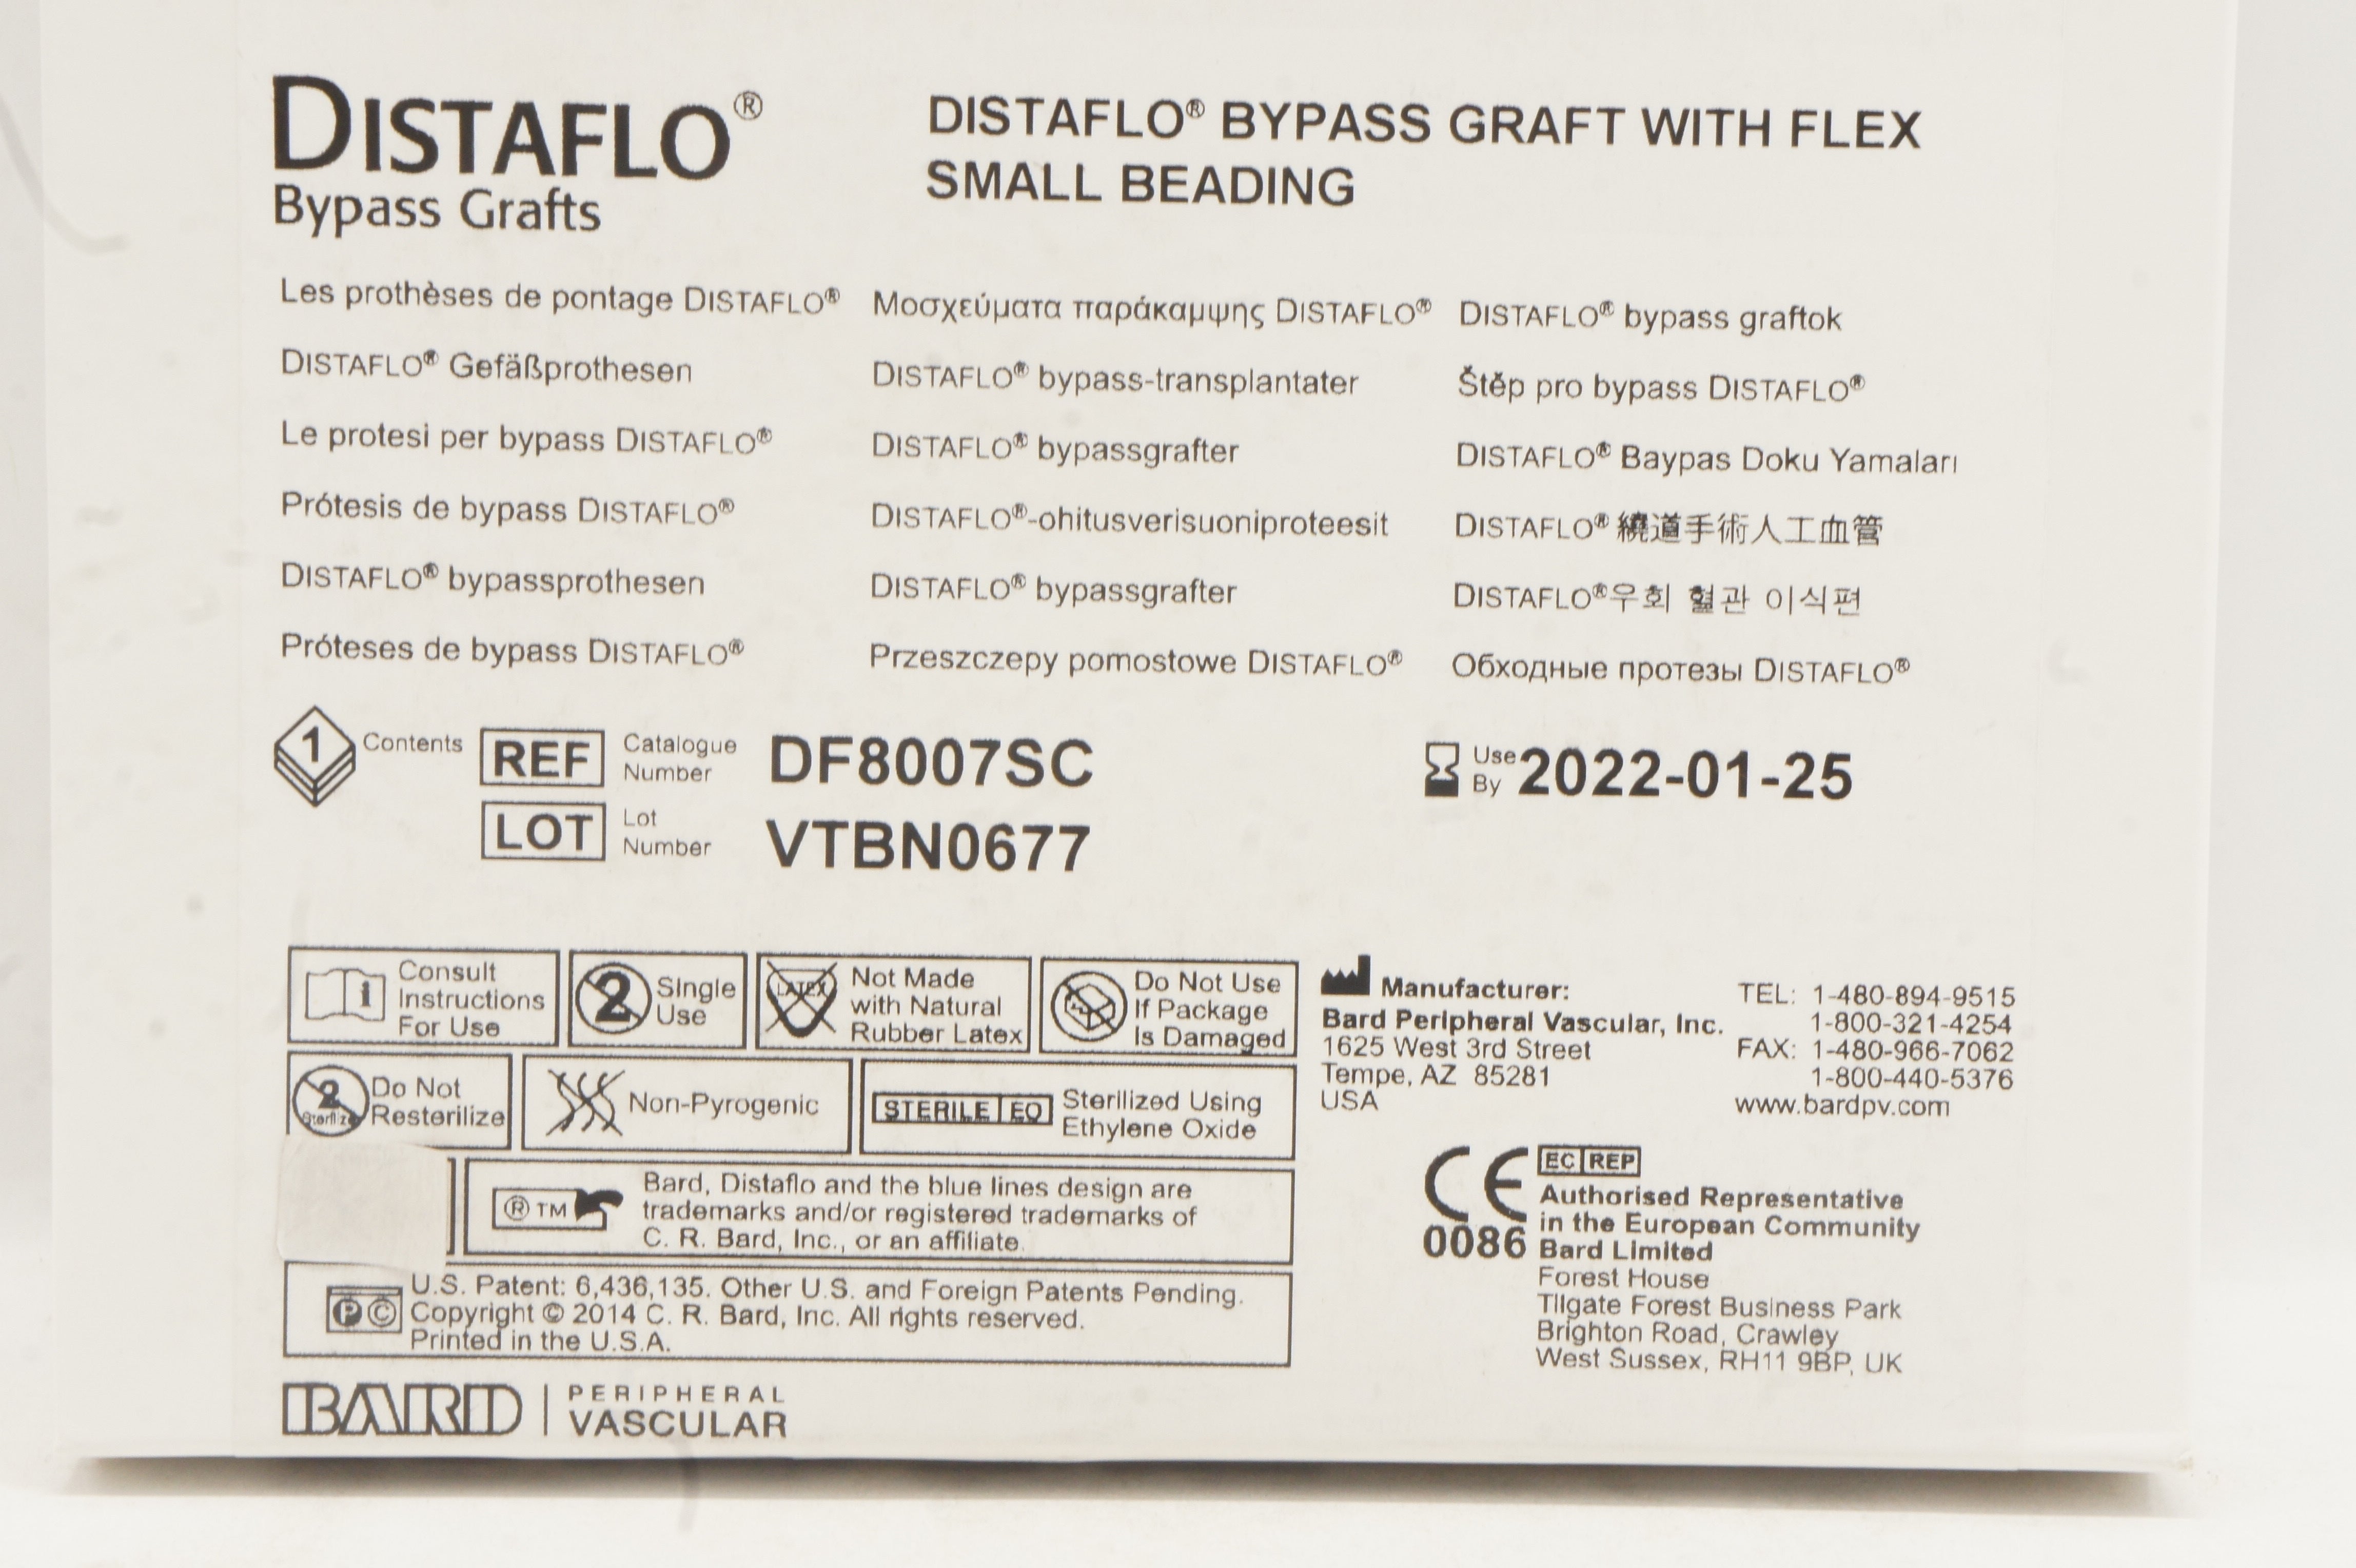 DISTAFLO®
Bypass Grafts
DISTAFLO® BYPASS GRAFT WITH FLEX
SMALL BEADING
Les prothèses de pontage DISTAFLO®
DISTAFLO® Gefäßprothesen
Le protesi per bypass DISTAFLO®
Prótesis de bypass DISTAFLO®
DISTAFLO® bypassprothesen
Próteses de bypass DISTAFLO®
Μοσχεύματα παράκαμψης DISTAFLO®
DISTAFLO® bypass-transplantater
DISTAFLO® bypassgrafter
DISTAFLO®-ohitusverisuoniproteesit
DISTAFLO® bypassgrafter
Przeszczepy pomostowe DISTAFLO®
DISTAFLO® bypass graftok
Štěp pro bypass DISTAFLO®
DISTAFLO® Baypas Doku Yamaları
DISTAFLO® 繞道手術人工血管
DISTAFLO®우회 혈관 이식편
Обходные протезы DISTAFLO®
1 Contents
REF Catalogue Number DF8007SC
LOT Lot Number VTBN0677
Use By 2022-01-25
Consult
Instructions
For Use
2 Single
Use
LATEX
Not Made
with Natural
Rubber Latex
Do Not Use
If Package
Is Damaged
2 Sterilize
Do Not
Resterilize
Non-Pyrogenic
STERILE EO
Sterilized Using
Ethylene Oxide
® TM
Bard, Distaflo and the blue lines design are
trademarks and/or registered trademarks of
C. R. Bard, Inc., or an affiliate.
P ©
U.S. Patent: 6,436,135. Other U.S. and Foreign Patents Pending.
Copyright © 2014 C. R. Bard, Inc. All rights reserved.
Printed in the U.S.A.
BARD | PERIPHERAL
VASCULAR
Manufacturer:
Bard Peripheral Vascular, Inc.
1625 West 3rd Street
Tempe, AZ 85281
USA
TEL: 1-480-894-9515
1-800-321-4254
FAX: 1-480-966-7062
1-800-440-5376
www.bardpv.com
CE
0086
EC REP
Authorised Representative
in the European Community
Bard Limited
Forest House
Tilgate Forest Business Park
Brighton Road, Crawley
West Sussex, RH11 9BP, UK